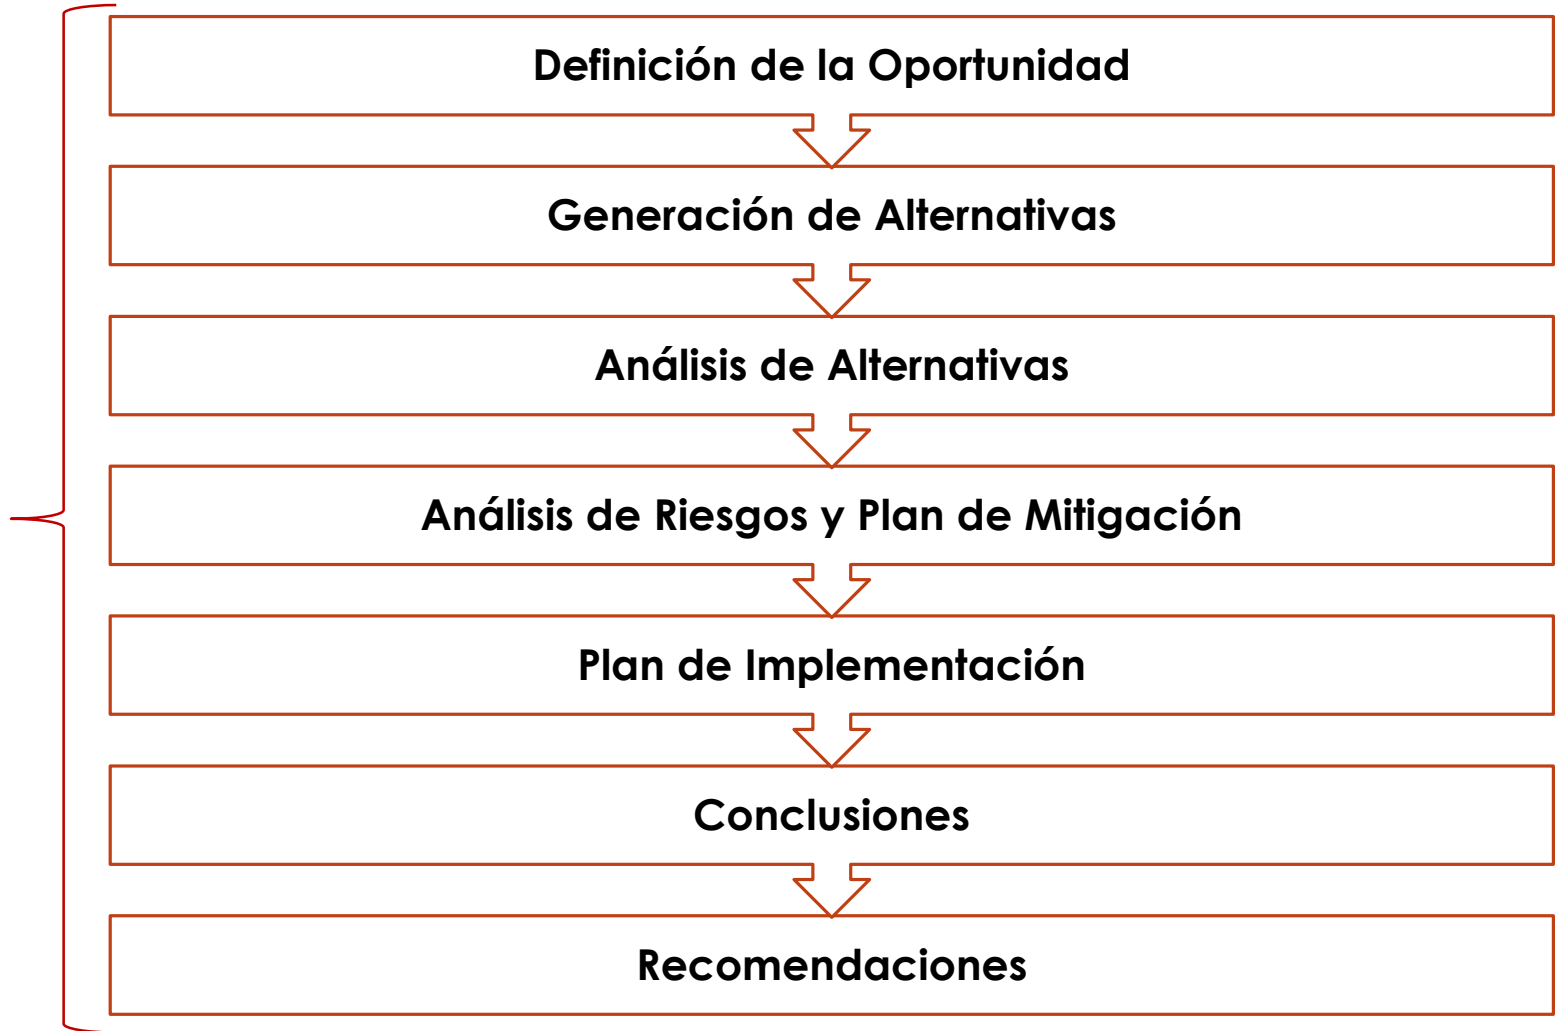 Definición de la Oportunidad
Generación de Alternativas
Análisis de Alternativas
Análisis de Riesgos y Plan de Mitigación
Plan de Implementación
Conclusiones
Recomendaciones